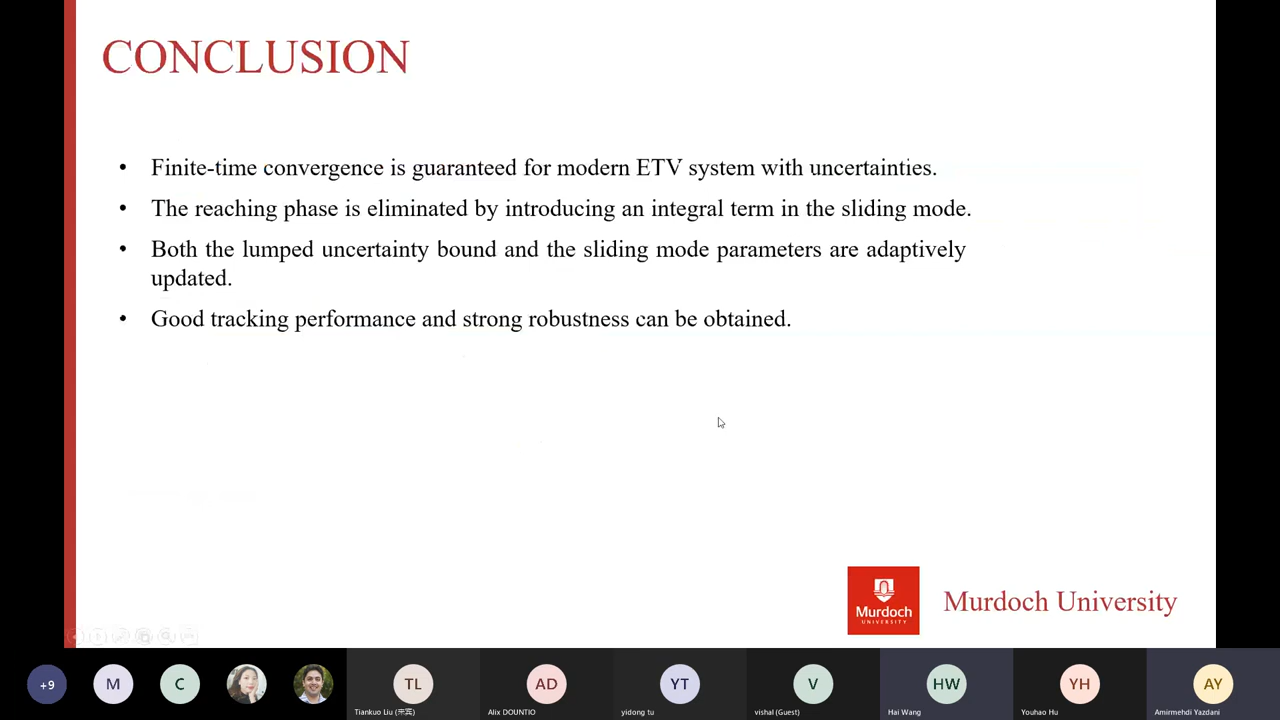 CONCLUSION
• Finite-time convergence is guaranteed for modern ETV system with uncertainties.
• The reaching phase is eliminated by introducing an integral term in the sliding mode.
• Both the lumped uncertainty bound and the sliding mode parameters are adaptively
updated.
• Good tracking performance and strong robustness can be obtained.
Murdoch
UNIVERSITY
Murdoch University
+9
M
C
TL
AD
YT
V
HW
YH
AY
Tiankuo Liu (来宾)
Alix DOUNTIO
yidong tu
vishal (Guest)
Hai Wang
Youhao Hu
Amirmehdi Yazdani